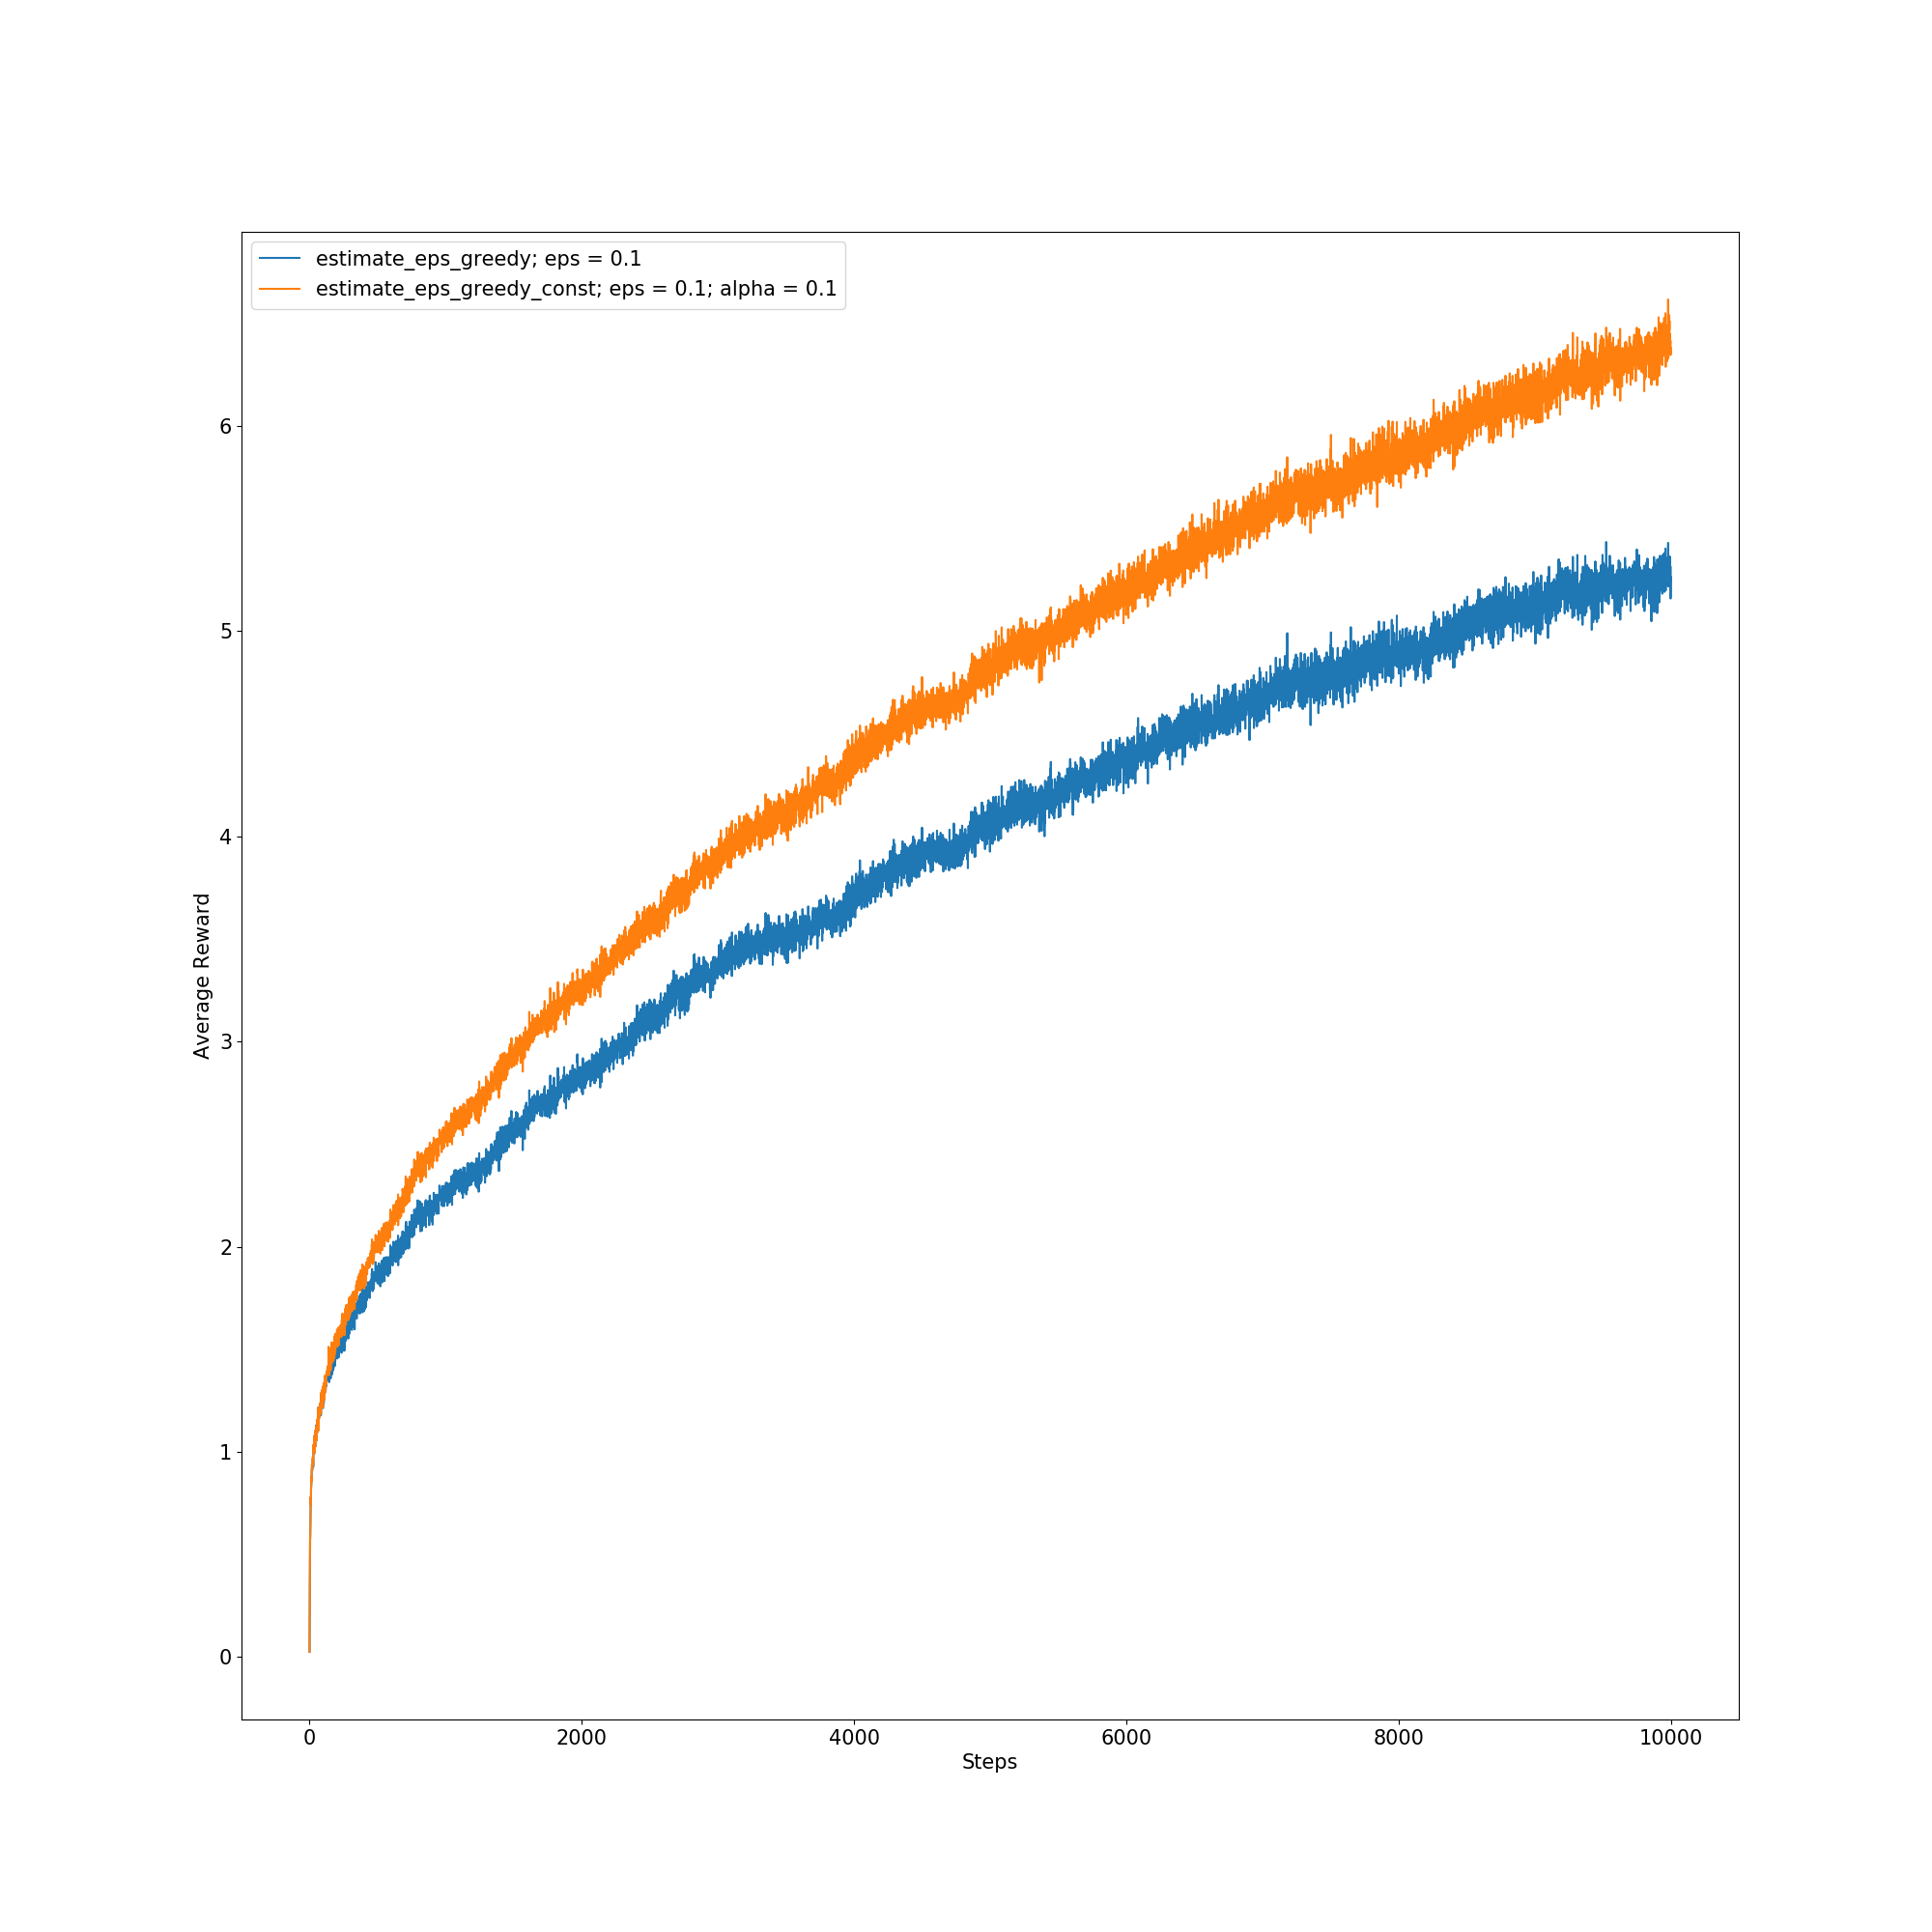 estimate_eps_greedy; eps = 0.1
estimate_eps_greedy_const; eps = 0.1; alpha = 0.1
Average Reward
6
5
4
3
2
1
0
0 2000 4000 6000 8000 10000
Steps